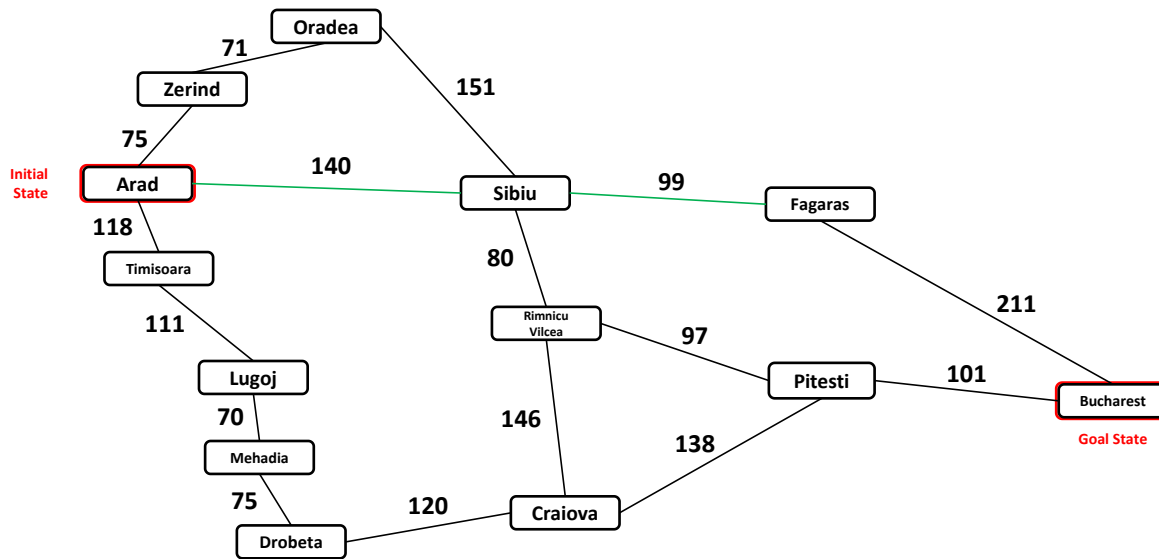 Oradea
71
Zerind
151
75
Initial
State
Arad
140
Sibiu
99
Fagaras
118
80
Timisoara
111
Rimnicu
Vilcea
97
211
Lugoj
Pitesti
101
Bucharest
70
146
138
Goal State
Mehadia
75
120
Craiova
Drobeta